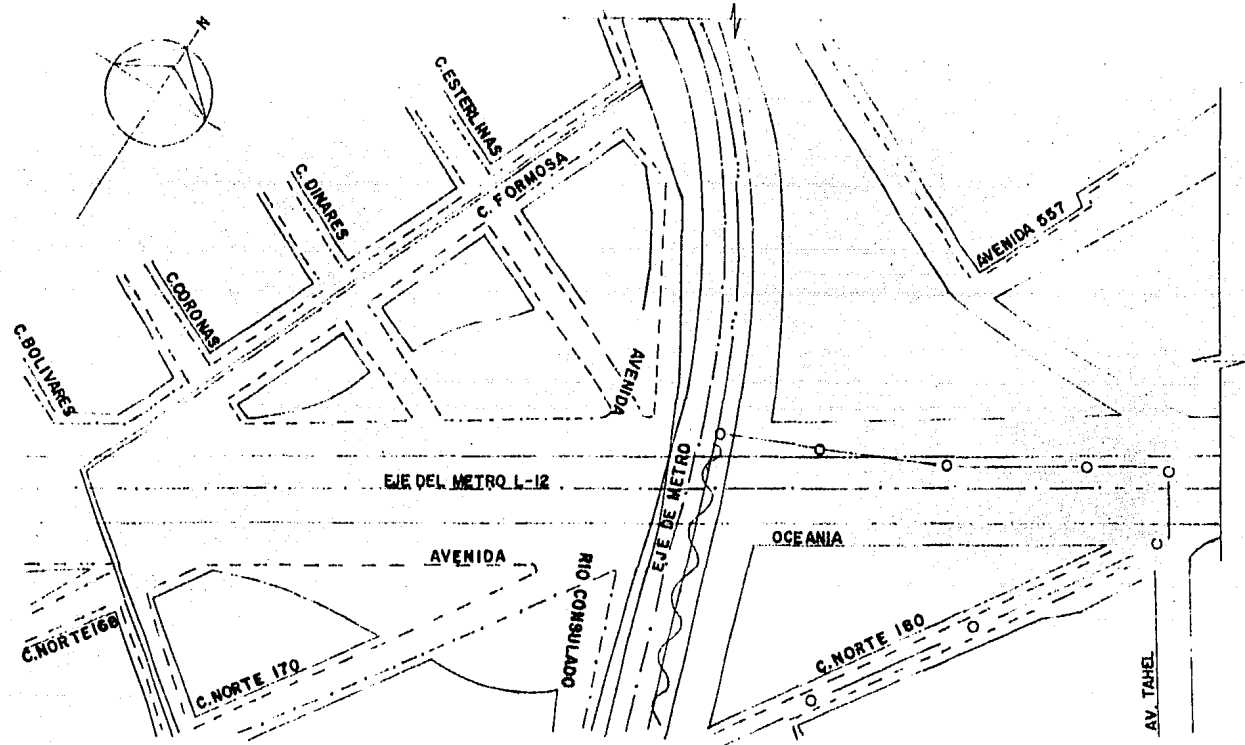 N
C. ESTERLINAS
C. FORMOSA
C. DINARES
C. CORONAS
C. BOLIVARES
AVENIDA 557
AVENIDA
EJE DEL METRO L-12
EJE DE METRO
OCEANIA
AVENIDA
RIO CONSULADO
C. NORTE 168
C. NORTE 170
C. NORTE 180
AV. TAHEL